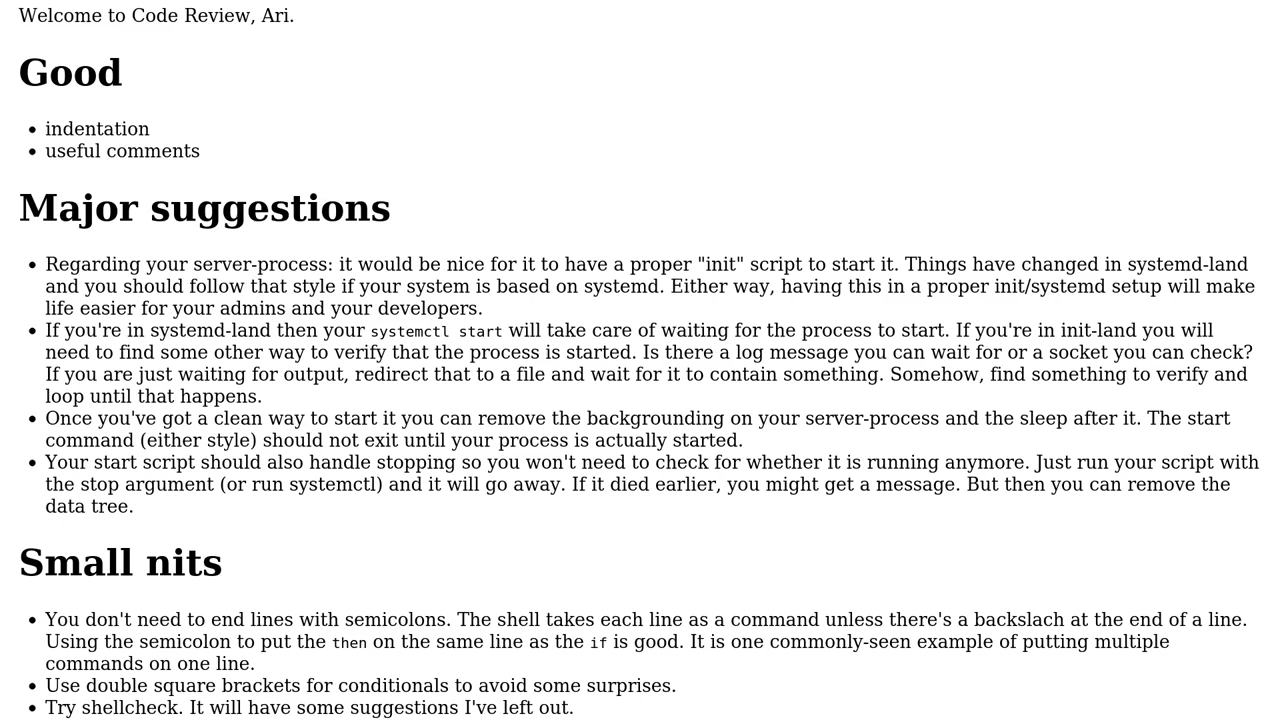 Welcome to Code Review, Ari.
Good
indentation
useful comments
Major suggestions
Regarding your server-process: it would be nice for it to have a proper "init" script to start it. Things have changed in systemd-land
and you should follow that style if your system is based on systemd. Either way, having this in a proper init/systemd setup will make
life easier for your admins and your developers.
If you're in systemd-land then your systemctl start will take care of waiting for the process to start. If you're in init-land you will
need to find some other way to verify that the process is started. Is there a log message you can wait for or a socket you can check?
If you are just waiting for output, redirect that to a file and wait for it to contain something. Somehow, find something to verify and
loop until that happens.
Once you've got a clean way to start it you can remove the backgrounding on your server-process and the sleep after it. The start
command (either style) should not exit until your process is actually started.
Your start script should also handle stopping so you won't need to check for whether it is running anymore. Just run your script with
the stop argument (or run systemctl) and it will go away. If it died earlier, you might get a message. But then you can remove the
data tree.
Small nits
You don't need to end lines with semicolons. The shell takes each line as a command unless there's a backslach at the end of a line.
Using the semicolon to put the then on the same line as the if is good. It is one commonly-seen example of putting multiple
commands on one line.
Use double square brackets for conditionals to avoid some surprises.
Try shellcheck. It will have some suggestions I've left out.